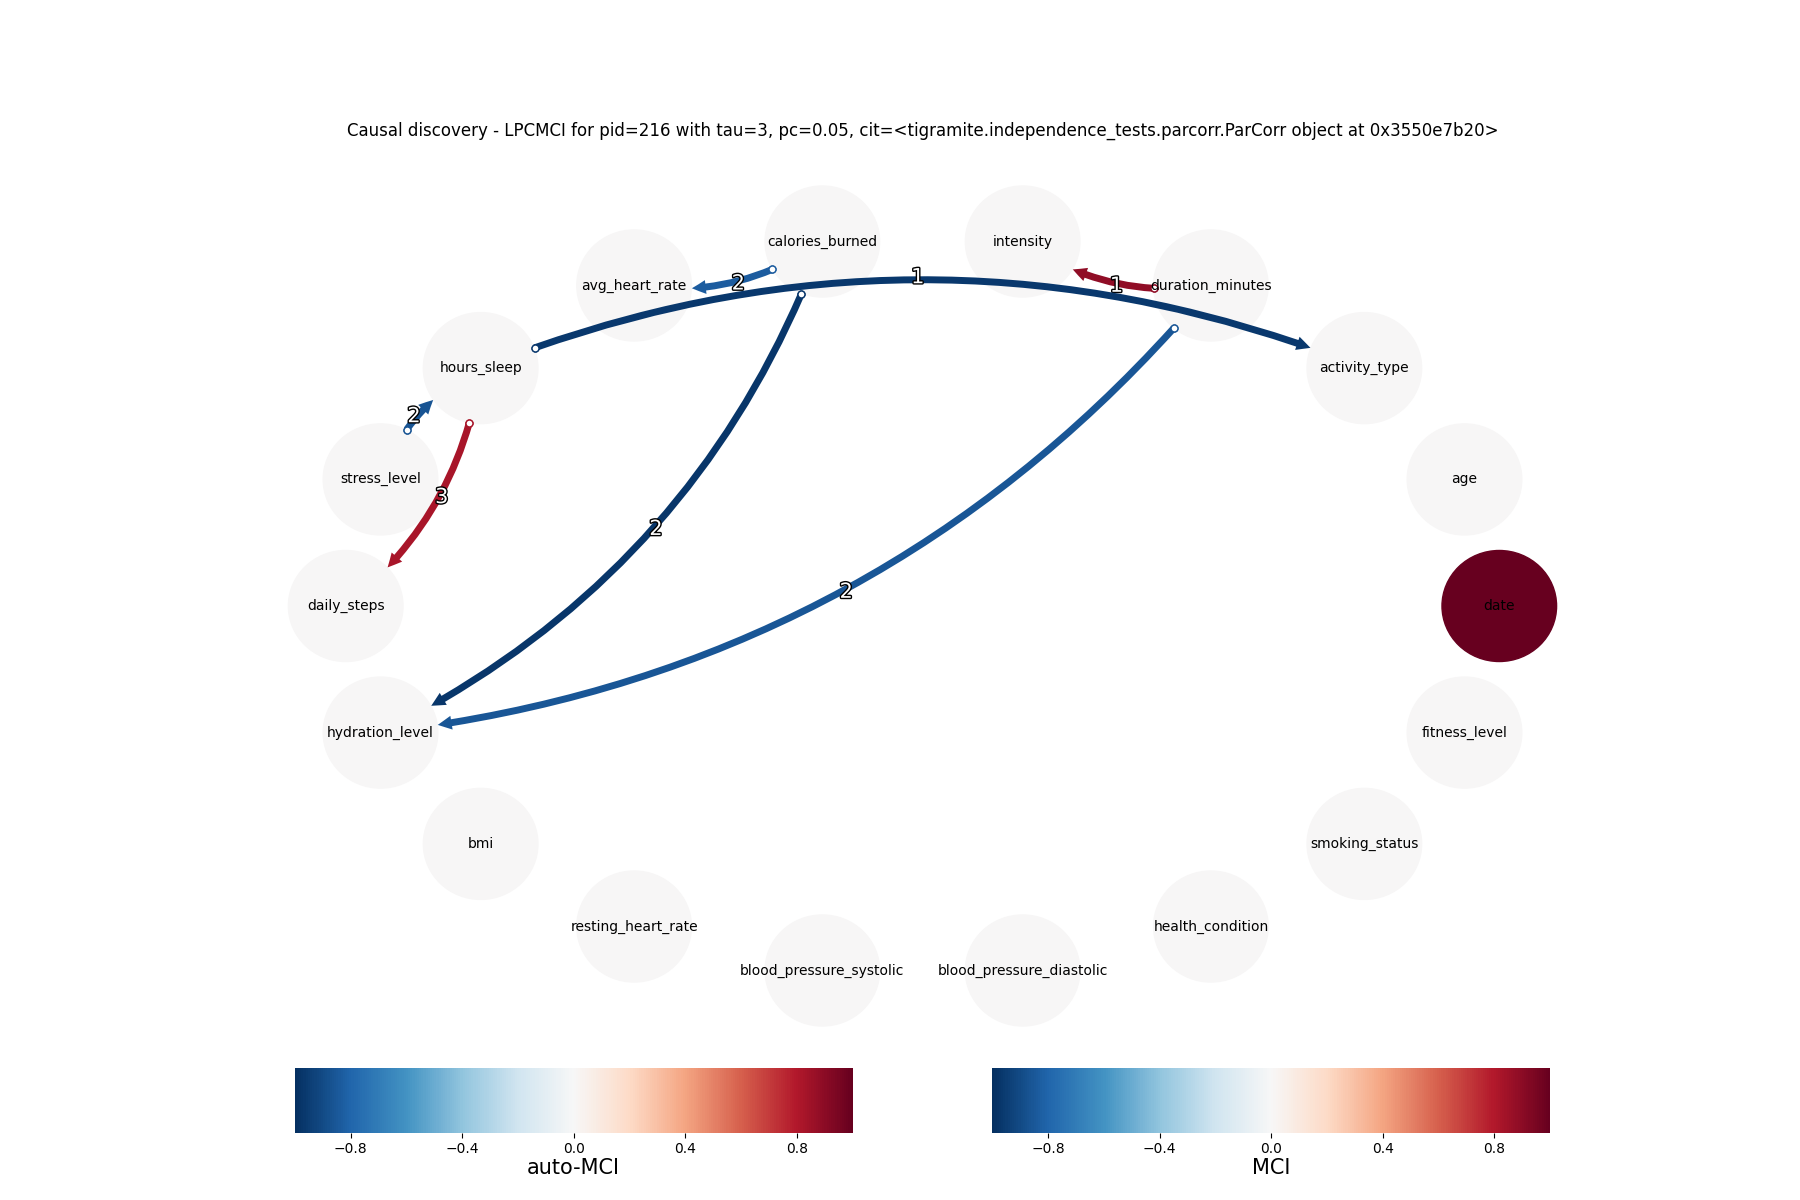 Causal discovery - LPCMCI for pid=216 with tau=3, pc=0.05, cit=<tigramite.independence_tests.parcorr.ParCorr object at 0x3550e7b20>
calories_burned
intensity
avg_heart_rate
2
1
1
duration_minutes
hours_sleep
activity_type
2
stress_level
3
age
2
2
daily_steps
date
hydration_level
fitness_level
bmi
smoking_status
resting_heart_rate
health_condition
blood_pressure_systolic
blood_pressure_diastolic
−0.8 −0.4 0.0 0.4 0.8
auto-MCI
−0.8 −0.4 0.0 0.4 0.8
MCI